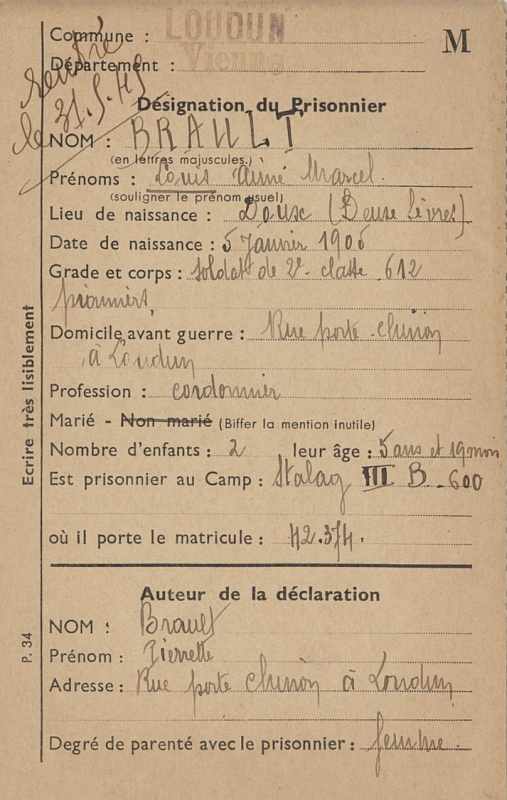 Commune : LOUDUN
Département : Vienne
M
Rentré
le 31.5.45
Désignation du Prisonnier
NOM : BRAULT
(en lettres majuscules.)
Prénoms : Louis Aimé Marcel.
(souligner le prénom usuel)
Lieu de naissance : Doux (Deux Sèvres)
Date de naissance : 5 Janvier 1906
Grade et corps : soldat de 2e classe 612
pionniers
Domicile avant guerre : Rue porte chinon
à Loudun
Profession : cordonnier
Marié - Non marié (Biffer la mention inutile)
Nombre d'enfants : 2 leur âge : 5 ans et 19 mois
Est prisonnier au Camp : Stalag III B - 600
où il porte le matricule : 42.374.
Auteur de la déclaration
NOM : Brault
Prénom : Pierrette
Adresse : Rue porte Chinon à Loudun
Degré de parenté avec le prisonnier : femme.
Ecrire très lisiblement
P. 34